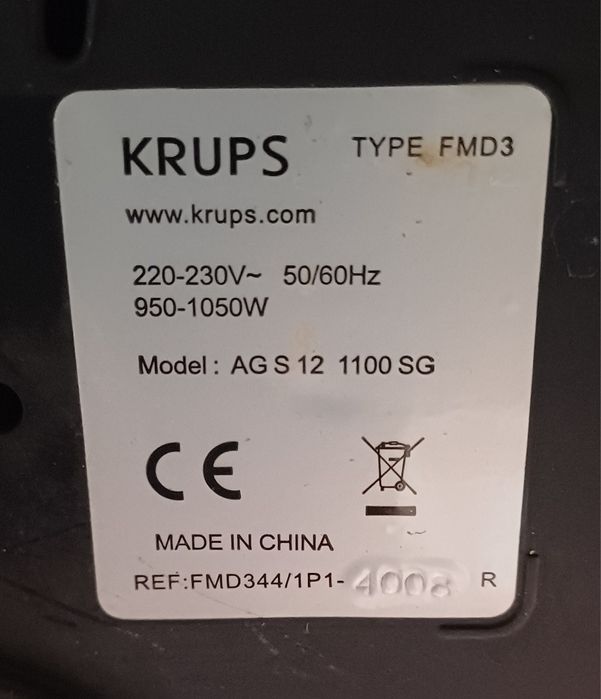 KRUPS TYPE FMD3
www.krups.com
220-230V~ 50/60Hz
950-1050W
Model : AG S 12 1100 SG
CE
MADE IN CHINA
REF:FMD344/1P1-4008 R